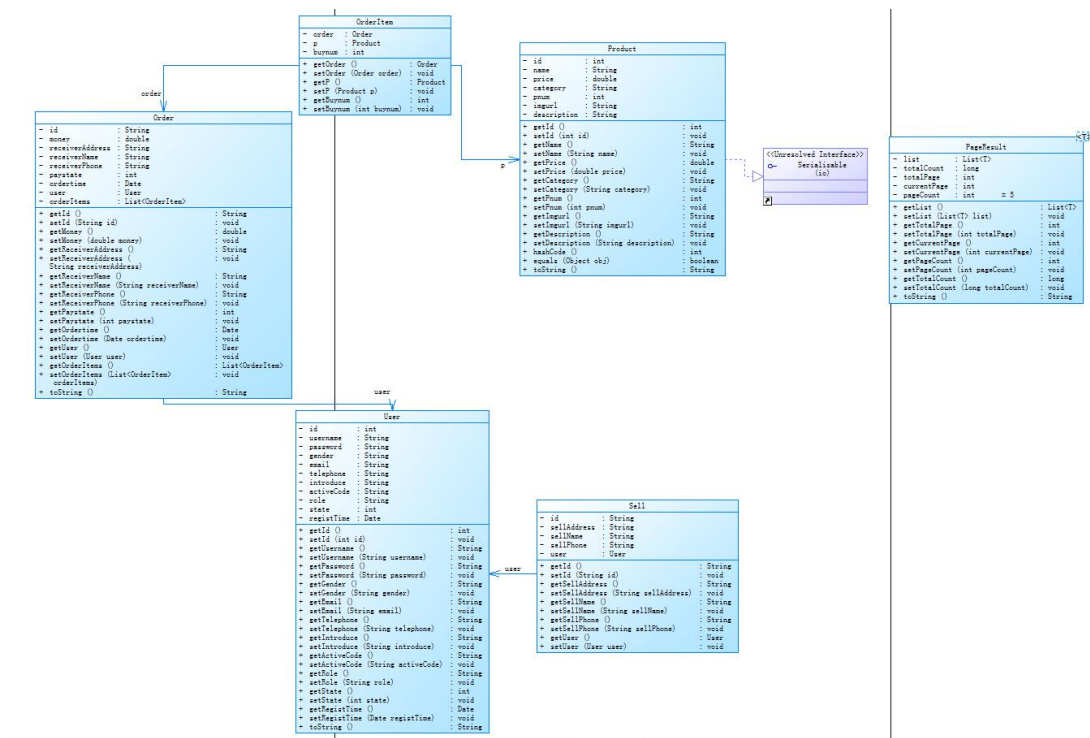 OrderItem
- order : Order
- p : Product
- buynum : int
+ getOrder () : Order
+ setOrder (Order order) : void
+ getP () : Product
+ setP (Product p) : void
+ getBuynum () : int
+ setBuynum (int buynum) : void
order
p
Product
- id : int
- name : String
- price : double
- category : String
- pnum : int
- imgurl : String
- description : String
+ getId () : int
+ setId (int id) : void
+ getName () : String
+ setName (String name) : void
+ getPrice () : double
+ setPrice (double price) : void
+ getCategory () : String
+ setCategory (String category) : void
+ getPnum () : int
+ setPnum (int pnum) : void
+ getImgurl () : String
+ setImgurl (String imgurl) : void
+ getDescription () : String
+ setDescription (String description) : void
+ hashCode () : int
+ equals (Object obj) : boolean
+ toString () : String
<<Unresolved Interface>>
Serializable
(io)
<T>
PageResult
- list : List<T>
- totalCount : long
- totalPage : int
- currentPage : int
- pageCount : int = 5
+ getList () : List<T>
+ setList (List<T> list) : void
+ getTotalPage () : int
+ setTotalPage (int totalPage) : void
+ getCurrentPage () : int
+ setCurrentPage (int currentPage) : void
+ getPageCount () : int
+ setPageCount (int pageCount) : void
+ getTotalCount () : long
+ setTotalCount (long totalCount) : void
+ toString () : String
Order
- id : String
- money : double
- receiverAddress : String
- receiverName : String
- receiverPhone : String
- paystate : int
- ordertime : Date
- user : User
- orderItems : List<OrderItem>
+ getId () : String
+ setId (String id) : void
+ getMoney () : double
+ setMoney (double money) : void
+ getReceiverAddress () : String
+ setReceiverAddress ( : void
String receiverAddress)
+ getReceiverName () : String
+ setReceiverName (String receiverName) : void
+ getReceiverPhone () : String
+ setReceiverPhone (String receiverPhone) : void
+ getPaystate () : int
+ setPaystate (int paystate) : void
+ getOrdertime () : Date
+ setOrdertime (Date ordertime) : void
+ getUser () : User
+ setUser (User user) : void
+ getOrderItems () : List<OrderItem>
+ setOrderItems (List<OrderItem> : void
orderItems)
+ toString () : String
user
User
- id : int
- username : String
- password : String
- gender : String
- email : String
- telephone : String
- introduce : String
- activeCode : String
- role : String
- state : int
- registTime : Date
+ getId () : int
+ setId (int id) : void
+ getUsername () : String
+ setUsername (String username) : void
+ getPassword () : String
+ setPassword (String password) : void
+ getGender () : String
+ setGender (String gender) : void
+ getEmail () : String
+ setEmail (String email) : void
+ getTelephone () : String
+ setTelephone (String telephone) : void
+ getIntroduce () : String
+ setIntroduce (String introduce) : void
+ getActiveCode () : String
+ setActiveCode (String activeCode) : void
+ getRole () : String
+ setRole (String role) : void
+ getState () : int
+ setState (int state) : void
+ getRegistTime () : Date
+ setRegistTime (Date registTime) : void
+ toString () : String
user
Sell
- id : String
- sellAddress : String
- sellName : String
- sellPhone : String
- user : User
+ getId () : String
+ setId (String id) : void
+ getSellAddress () : String
+ setSellAddress (String sellAddress) : void
+ getSellName () : String
+ setSellName (String sellName) : void
+ getSellPhone () : String
+ setSellPhone (String sellPhone) : void
+ getUser () : User
+ setUser (User user) : void